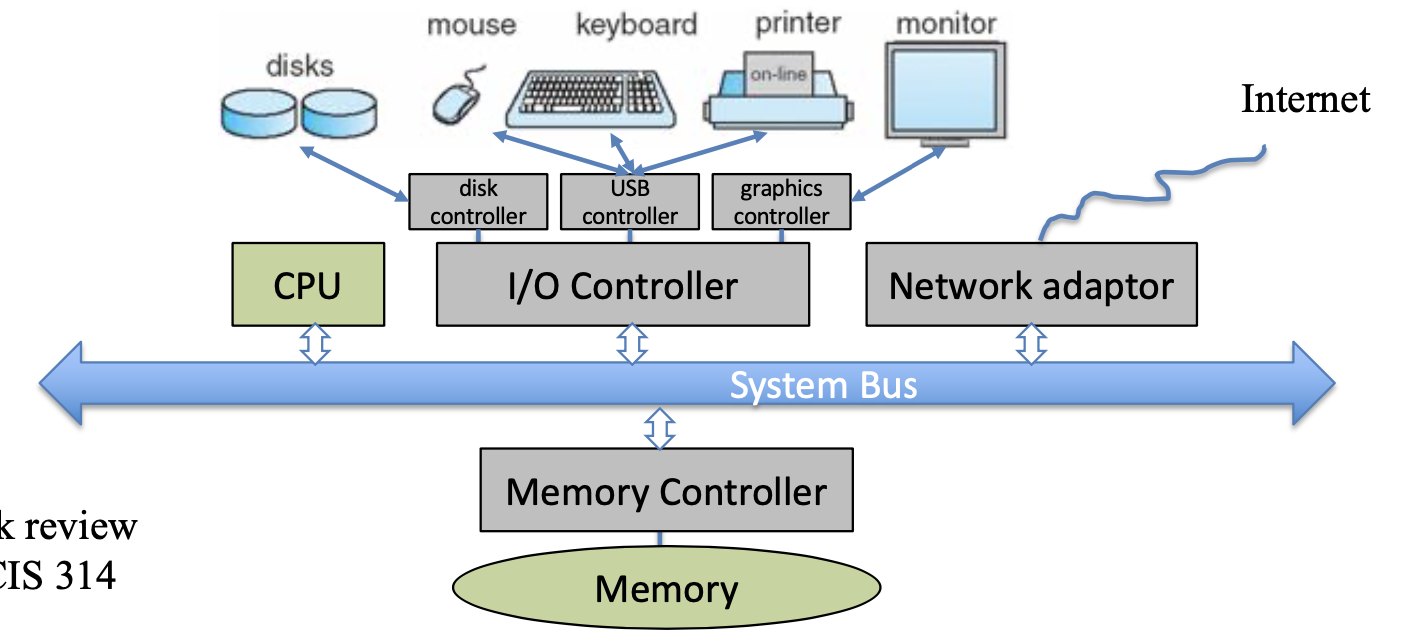 mouse
keyboard
printer
monitor
disks
on-line
Internet
disk
controller
USB
controller
graphics
controller
CPU
I/O Controller
Network adaptor
System Bus
Memory Controller
review
CIS 314
Memory